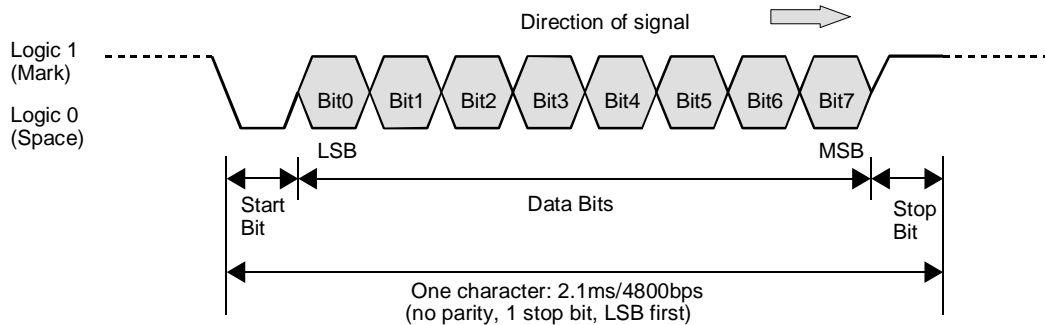 Direction of signal
Logic 1
(Mark)
Logic 0
(Space)
Bit0 Bit1 Bit2 Bit3 Bit4 Bit5 Bit6 Bit7
LSB MSB
Start
Bit
Data Bits
Stop
Bit
One character: 2.1ms/4800bps
(no parity, 1 stop bit, LSB first)